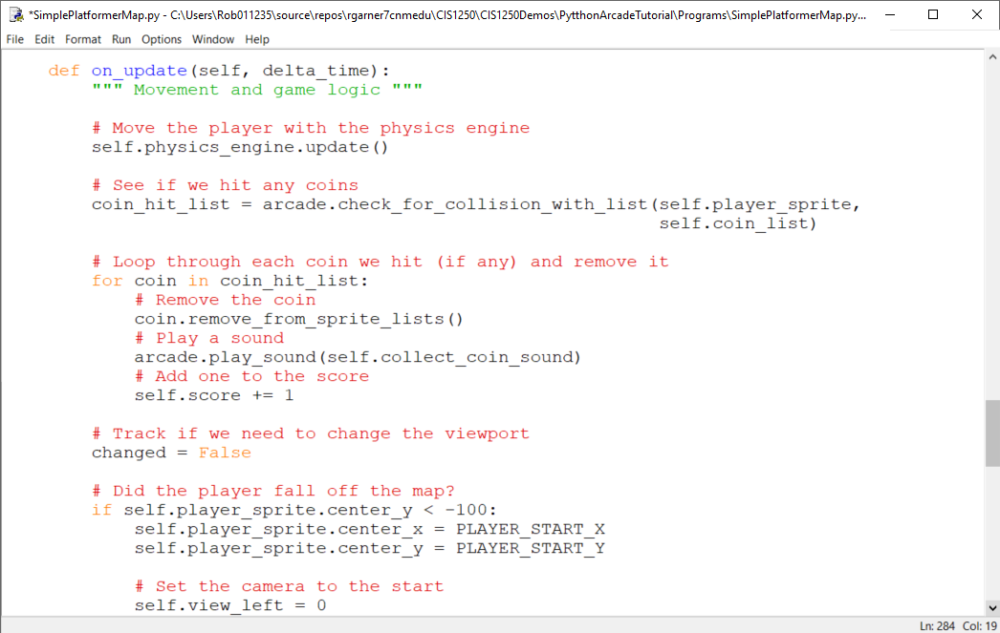 *SimplePlatformerMap.py - C:\Users\Rob011235\source\repos\rgarner7cnmedu\CIS1250\CIS1250Demos\PytthonArcadeTutorial\Programs\SimplePlatformerMap.py...
File Edit Format Run Options Window Help
def on_update(self, delta_time):
""" Movement and game logic """
# Move the player with the physics engine
self.physics_engine.update()
# See if we hit any coins
coin_hit_list = arcade.check_for_collision_with_list(self.player_sprite,
self.coin_list)
# Loop through each coin we hit (if any) and remove it
for coin in coin_hit_list:
# Remove the coin
coin.remove_from_sprite_lists()
# Play a sound
arcade.play_sound(self.collect_coin_sound)
# Add one to the score
self.score += 1
# Track if we need to change the viewport
changed = False
# Did the player fall off the map?
if self.player_sprite.center_y < -100:
self.player_sprite.center_x = PLAYER_START_X
self.player_sprite.center_y = PLAYER_START_Y
# Set the camera to the start
self.view_left = 0
Ln: 284 Col: 19